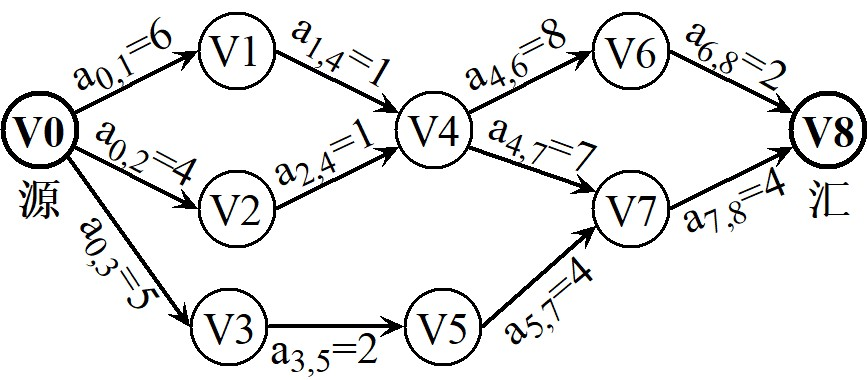 a0,1=6
V1
a1,4=1
a4,6=8
V6
a6,8=2
V0
源
a0,2=4
V2
a2,4=1
V4
a4,7=7
V7
a7,8=4
V8
汇
a0,3=5
V3
a3,5=2
V5
a5,7=4